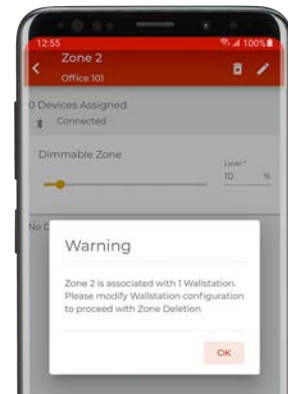 12:55
100%
Zone 2
Office 101
0 Devices Assigned
Connected
Dimmable Zone
Level *
10 %
No D
Warning
Zone 2 is associated with 1 Wallstation.
Please modify Wallstation configuration
to proceed with Zone Deletion
OK